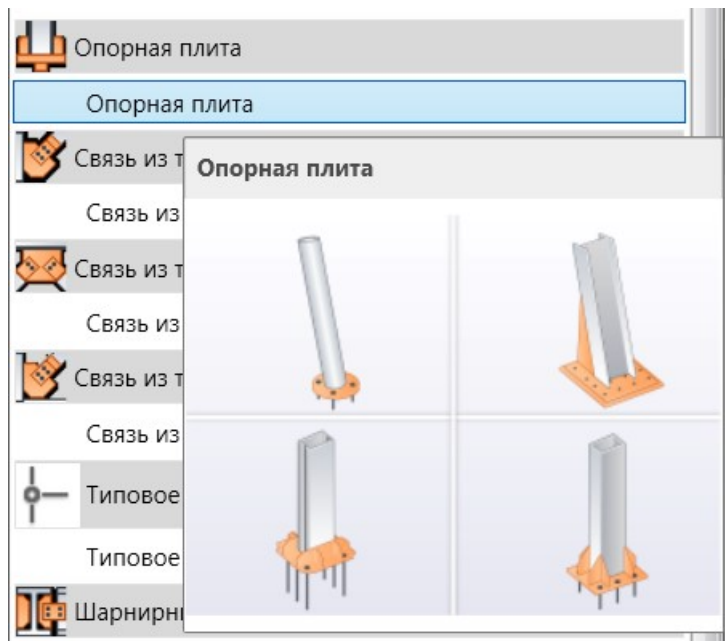 Опорная плита
Опорная плита
Связь из т
Опорная плита
Связь из
Связь из т
Связь из
Связь из т
Связь из
Типовое
Типовое
Шарнирн